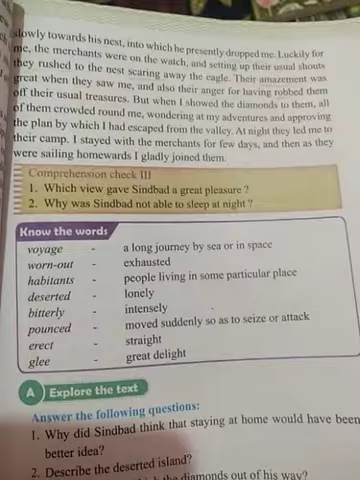 slowly towards his nest, into which he presently dropped me. Luckily for
me, the merchants were on the watch, and setting up their usual shouts
they rushed to the nest scaring away the eagle. Their amazement was
great when they saw me, and also their anger for having robbed them
off their usual treasures. But when I showed the diamonds to them, all
of them crowded round me, wondering at my adventures and approving
the plan by which I had escaped from the valley. At night they led me to
their camp. I stayed with the merchants for few days, and then as they
were sailing homewards I gladly joined them.
Comprehension check III
1. Which view gave Sindbad a great pleasure ?
2. Why was Sindbad not able to sleep at night ?
Know the words
voyage - a long journey by sea or in space
worn-out - exhausted
habitants - people living in some particular place
deserted - lonely
bitterly - intensely
pounced - moved suddenly so as to seize or attack
erect - straight
glee - great delight
A Explore the text
Answer the following questions:
1. Why did Sindbad think that staying at home would have been
better idea?
2. Describe the deserted island?
the diamonds out of his way?